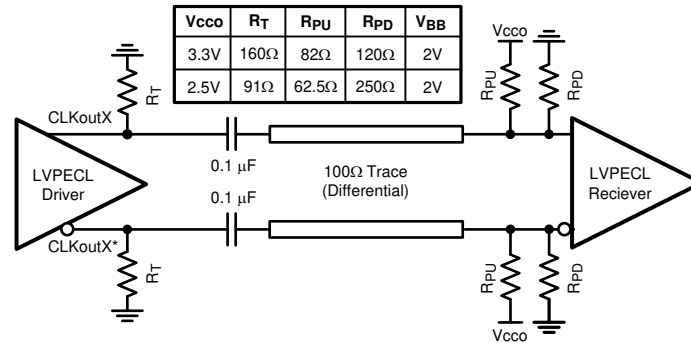 Vcco RT RPU RPD VBB
3.3V 160Ω 82Ω 120Ω 2V
2.5V 91Ω 62.5Ω 250Ω 2V
Vcco
RT
RPU
RPD
CLKoutX
0.1 μF
LVPECL
Driver
100Ω Trace
(Differential)
LVPECL
Reciever
0.1 μF
CLKoutX*
RT
RPU
RPD
Vcco